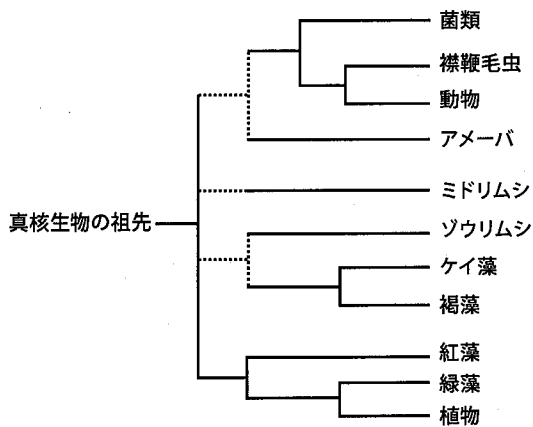 菌類
襟鞭毛虫
動物
アメーバ
ミドリムシ
真核生物の祖先
ゾウリムシ
ケイ藻
褐藻
紅藻
緑藻
植物